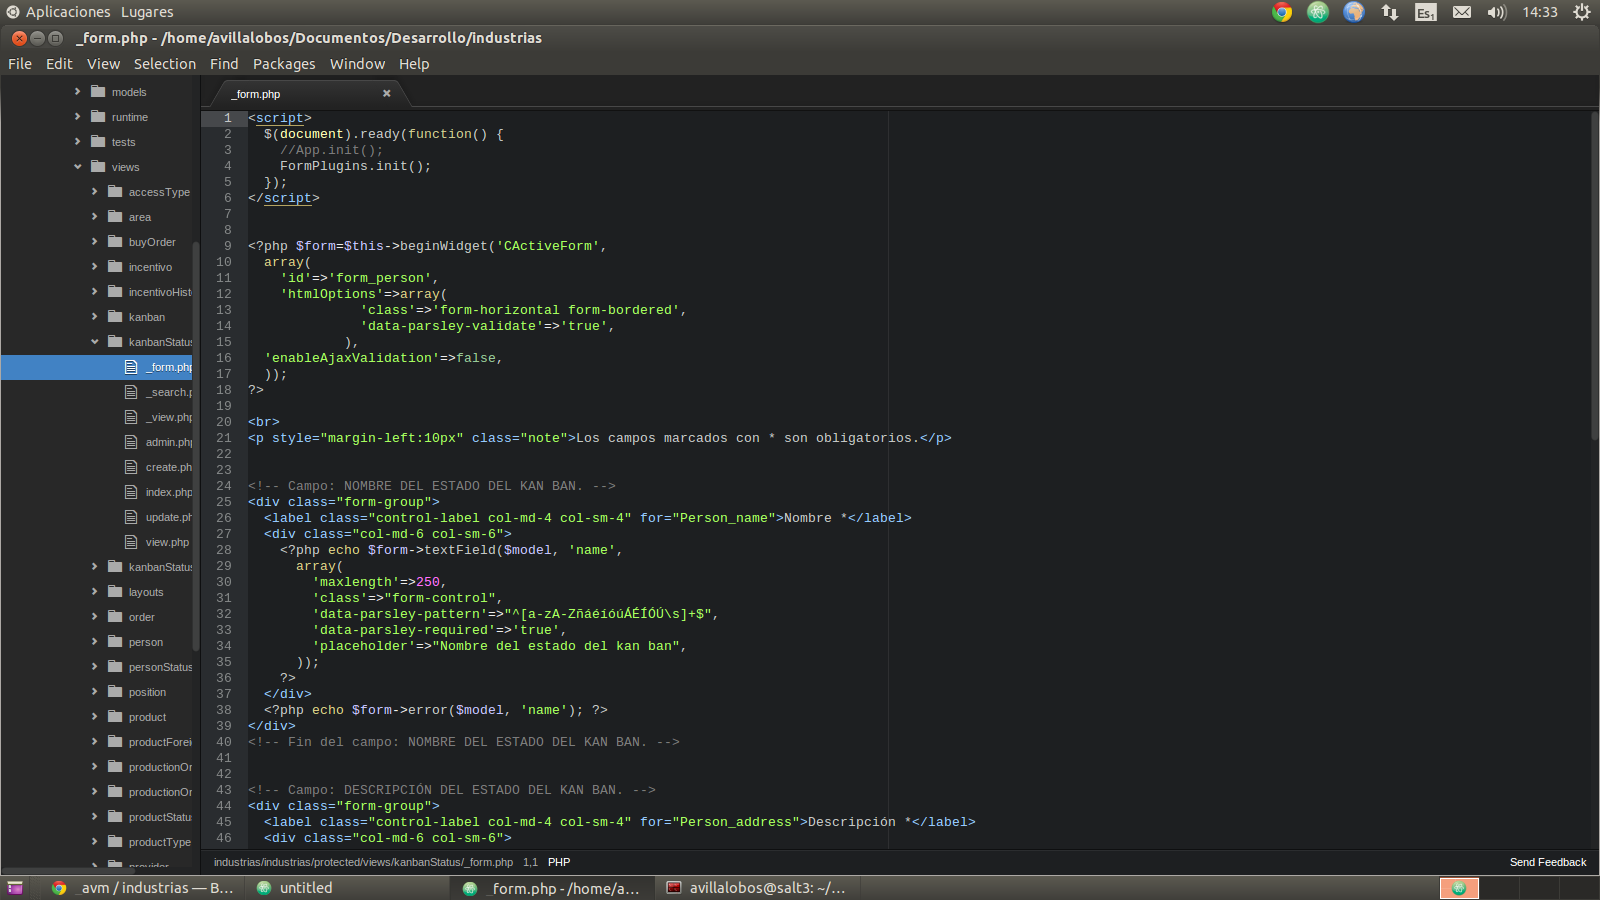 Aplicaciones Lugares
Es1 14:33
_form.php - /home/avillalobos/Documentos/Desarrollo/industrias
File Edit View Selection Find Packages Window Help
models
runtime
tests
views
accessType
area
buyOrder
incentivo
incentivoHist
kanban
kanbanStatus
_form.php
_search.p
_view.php
admin.php
create.ph
index.php
update.ph
view.php
kanbanStatus
layouts
order
person
personStatus
position
product
productForei
productionOr
productionOr
productStatus
productType
provider
_form.php
1 <script>
2 $(document).ready(function() {
3 //App.init();
4 FormPlugins.init();
5 });
6 </script>
7
8
9 <?php $form=$this->beginWidget('CActiveForm',
10 array(
11 'id'=>'form_person',
12 'htmlOptions'=>array(
13 'class'=>'form-horizontal form-bordered',
14 'data-parsley-validate'=>'true',
15 ),
16 'enableAjaxValidation'=>false,
17 ));
18 ?>
19
20 <br>
21 <p style="margin-left:10px" class="note">Los campos marcados con * son obligatorios.</p>
22
23
24 <!-- Campo: NOMBRE DEL ESTADO DEL KAN BAN. -->
25 <div class="form-group">
26 <label class="control-label col-md-4 col-sm-4" for="Person_name">Nombre *</label>
27 <div class="col-md-6 col-sm-6">
28 <?php echo $form->textField($model, 'name',
29 array(
30 'maxlength'=>250,
31 'class'=>"form-control",
32 'data-parsley-pattern'=>"^[a-zA-ZñáéíóúÁÉÍÓÚ\s]+$",
33 'data-parsley-required'=>'true',
34 'placeholder'=>"Nombre del estado del kan ban",
35 ));
36 ?>
37 </div>
38 <?php echo $form->error($model, 'name'); ?>
39 </div>
40 <!-- Fin del campo: NOMBRE DEL ESTADO DEL KAN BAN. -->
41
42
43 <!-- Campo: DESCRIPCIÓN DEL ESTADO DEL KAN BAN. -->
44 <div class="form-group">
45 <label class="control-label col-md-4 col-sm-4" for="Person_address">Descripción *</label>
46 <div class="col-md-6 col-sm-6">
industrias/industrias/protected/views/kanbanStatus/_form.php 1,1 PHP Send Feedback
_avm / industrias — B... untitled _form.php - /home/a... avillalobos@salt3: ~/...